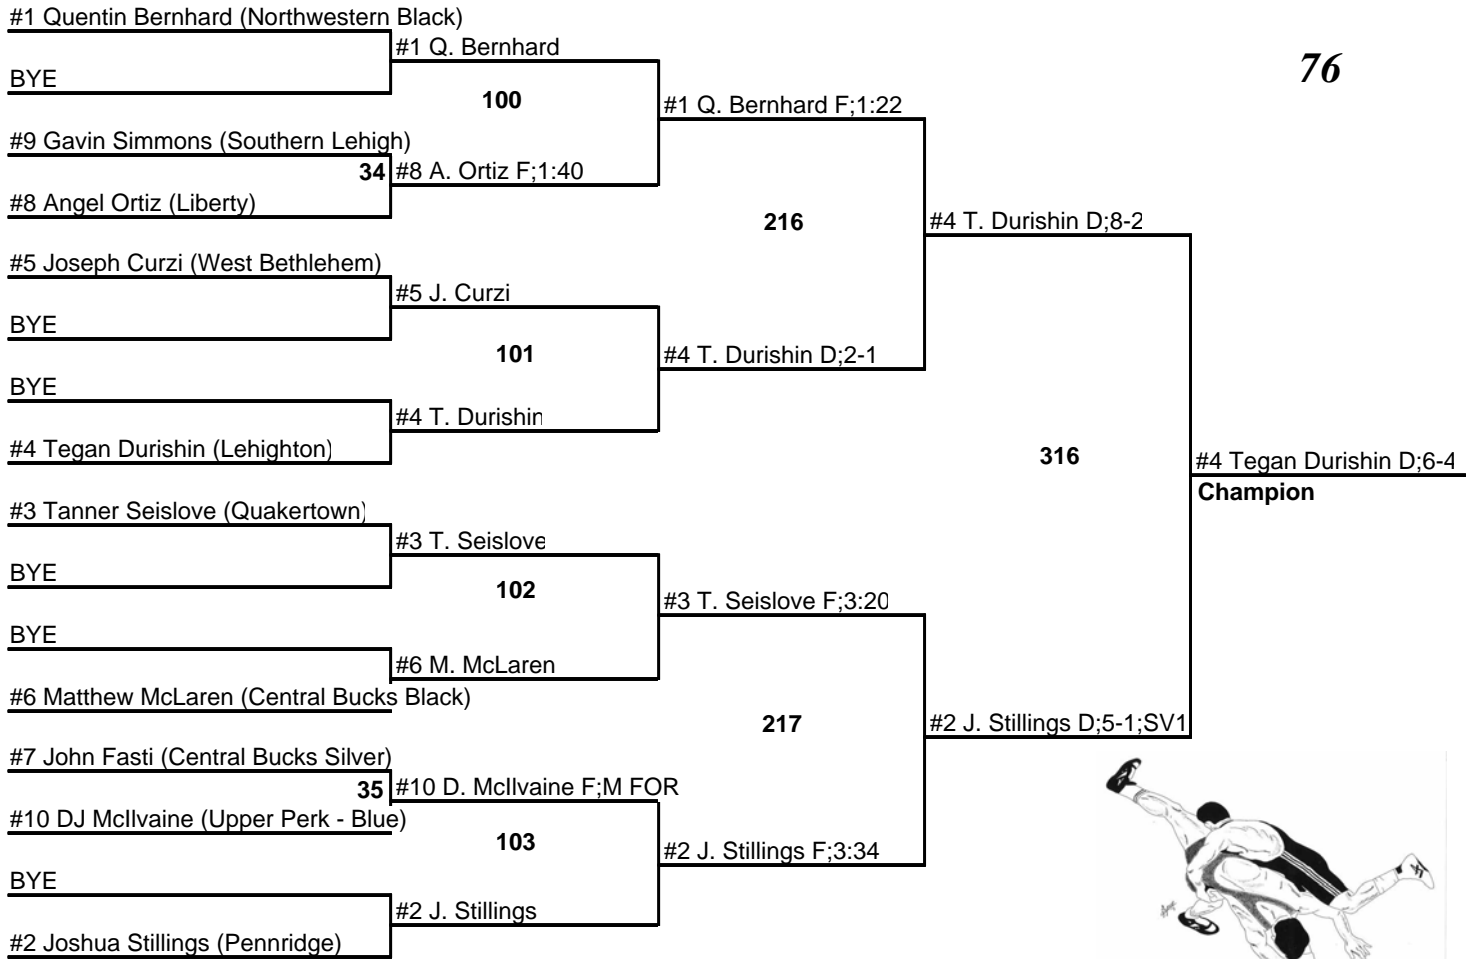 #1 Quentin Bernhard (Northwestern Black)
#1 Q. Bernhard
76
BYE
100
#1 Q. Bernhard F;1:22
#9 Gavin Simmons (Southern Lehigh)
34 #8 A. Ortiz F;1:40
#8 Angel Ortiz (Liberty)
216
#4 T. Durishin D;8-2
#5 Joseph Curzi (West Bethlehem)
#5 J. Curzi
BYE
101
#4 T. Durishin D;2-1
BYE
#4 T. Durishin
#4 Tegan Durishin (Lehighton)
316
#4 Tegan Durishin D;6-4
Champion
#3 Tanner Seislove (Quakertown)
#3 T. Seislove
BYE
102
#3 T. Seislove F;3:20
BYE
#6 M. McLaren
#6 Matthew McLaren (Central Bucks Black)
217
#2 J. Stillings D;5-1;SV1
#7 John Fasti (Central Bucks Silver)
35 #10 D. McIlvaine F;M FOR
#10 DJ McIlvaine (Upper Perk - Blue)
103
#2 J. Stillings F;3:34
BYE
#2 J. Stillings
#2 Joshua Stillings (Pennridge)